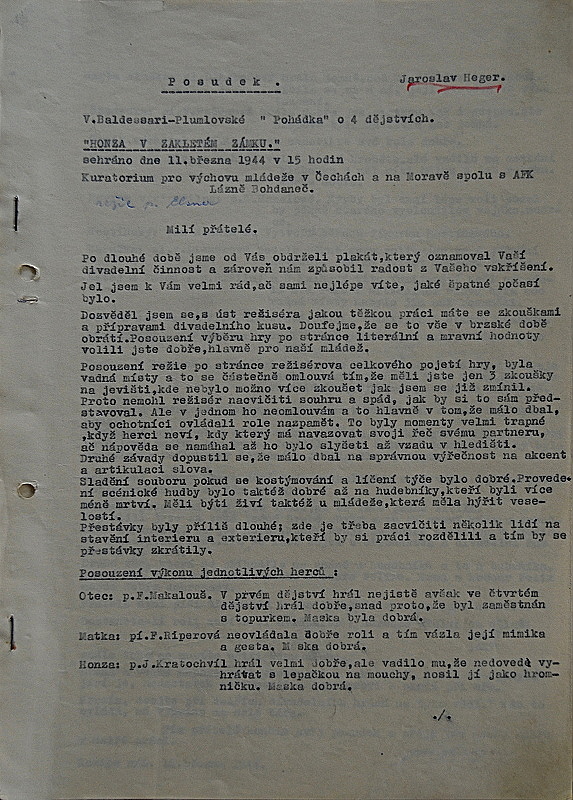 Posudek.
Jaroslav Heger.
V.Baldessari-Plumlovské " Pohádka" o 4 dějstvích.
"HONZA V ZAKLETÉM ZÁMKU."
sehráno dne 11.března 1944 v 15 hodin
Kuratorium pro výchovu mládeže v Čechách a na Moravě spolu s AFK
Lázně Bohdaneč.
režie p. Elsner
Milí přátelé.
Po dlouhé době jsme od Vás obdrželi plakát,který oznamoval Vaší
divadelní činnost a zároveň nám způsobil radost z Vašeho vzkříšení.
Jel jsem k Vám velmi rád,ač sami nejlépe víte, jaké špatné počasí
bylo.
Dozvěděl jsem se,s úst režiséra jakou těžkou práci máte se zkouškami
a přípravami divadelního kusu. Doufejme,že se to vše v brzské době
obrátí.Posouzení výběru hry po stránce literální a mravní hodnoty
volili jste dobře,hlavně pro naší mládež.
Posouzení režie po stránce režisérova celkového pojetí hry, byla
vadná místy a to se částečně omlouvá tím,že měli jste jen 3 zkoušky
na jevišti,kde nebylo možno více zkoušet jak jsem se již zmínil.
Proto nemohl režisér nacvičiti souhru a spád, jak by si to sám před-
stavoval. Ale v jednom ho neomlouvám a to hlavně v tom,že málo dbal,
aby ochotníci ovládali role nazpamět. To byly momenty velmi trapné
,když herci neví, kdy který má navazovat svoji řeč svému partneru,
ač nápověda se namáhal až ho bylo slyšeti až vzadu v hledišti.
Druhé závady dopustil se,že málo dbal na správnou výřečnost na akcent
a artikulaci slova.
Sladění souboru pokud se kostýmování a líčení týče bylo dobré.Provede-
ní scénické hudby bylo taktéž dobré až na hudebníky,kteří byli více
méně mrtví. Měli býti živí taktéž u mládeže,která měla hýřit vese-
lostí.
Přestávky byly příliš dlouhé; zde je třeba zacvičiti několik lidí na
stavění interieru a exterieru,kteří by si práci rozdělili a tím by se
přestávky zkrátily.
Posouzení výkonu jednotlivých herců :
Otec: p.F.Makalouš. V prvém dějství hrál nejistě avšak ve čtvrtém
dějství hrál dobře,snad proto,že byl zaměstnán
s topurkem. Maska byla dobrá.
Matka: pí.F.Riperová neovládala dobře roli a tím vázla její mimika
a gesta. M ska dobrá.
Honza: p.J.Kratochvíl hrál velmi dobře,ale vadilo mu,že nedovedl vy-
hrávat s lepačkou na mouchy, nosil jí jako hrom-
ničku. Maska dobrá.
./.